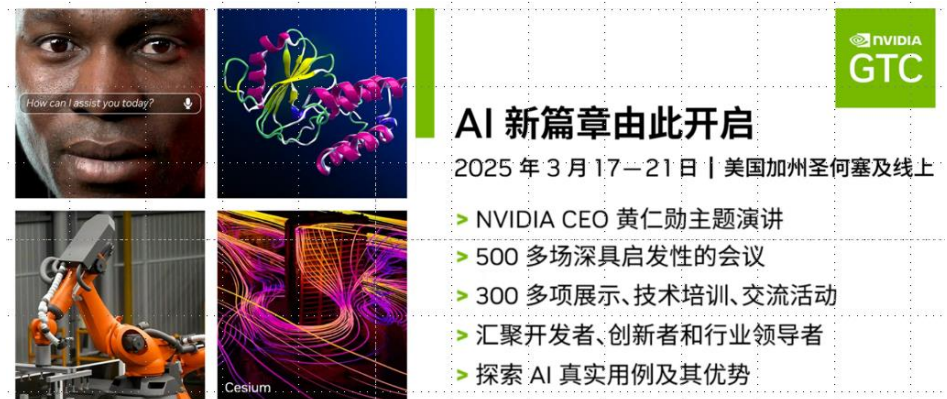 How can I assist you today?
NVIDIA
GTC
AI 新篇章由此开启
2025 年 3 月 17—21 日 | 美国加州圣何塞及线上
> NVIDIA CEO 黄仁勋主题演讲
> 500 多场深具启发性的会议
> 300 多项展示、技术培训、交流活动
> 汇聚开发者、创新者和行业领导者
> 探索 AI 真实用例及其优势
Cesium